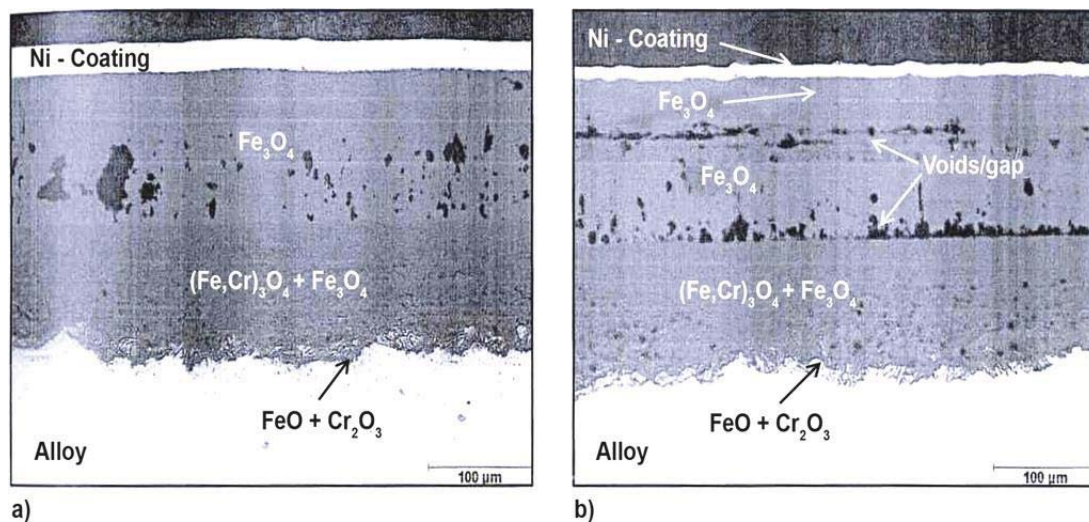 Ni - Coating
Fe₃O₄
(Fe,Cr)₃O₄ + Fe₃O₄
FeO + Cr₂O₃
Alloy
100 µm
a)
Ni - Coating
Fe₃O₄
Voids/gap
Fe₃O₄
(Fe,Cr)₃O₄ + Fe₃O₄
FeO + Cr₂O₃
Alloy
100 µm
b)